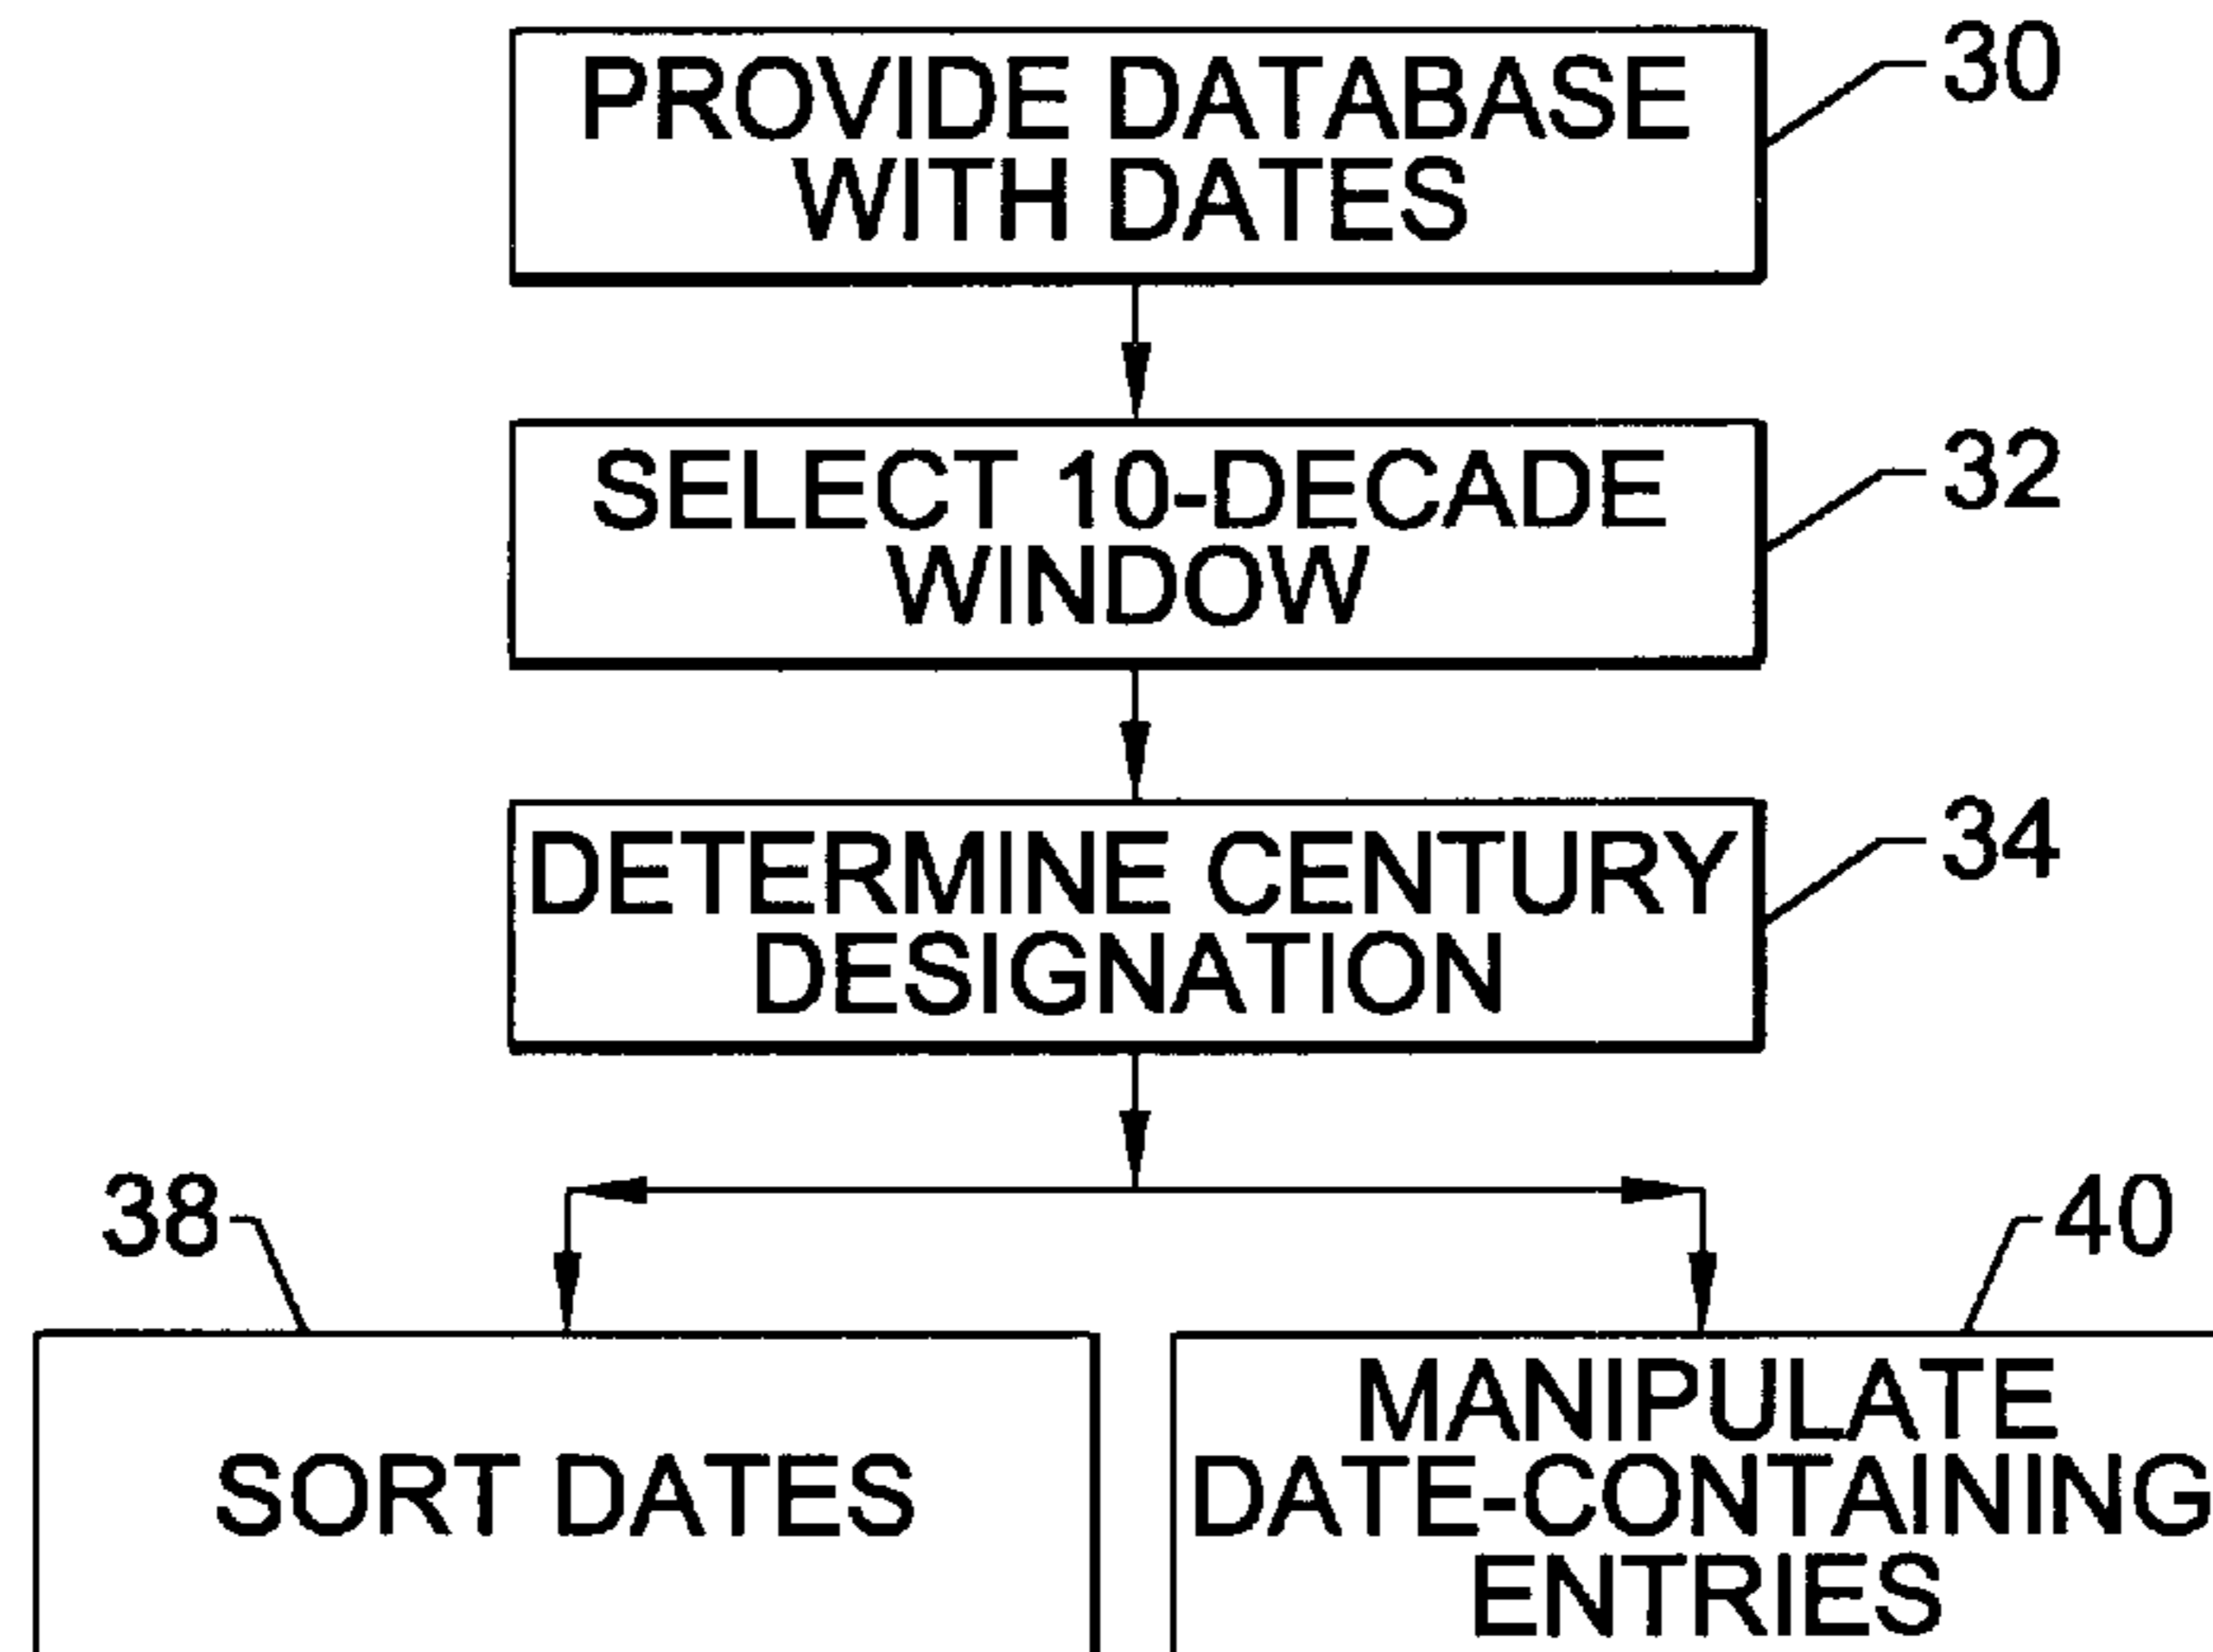 PROVIDE DATABASE
WITH DATES
30
SELECT 10-DECADE
WINDOW
32
DETERMINE CENTURY
DESIGNATION
34
38
40
SORT DATES
MANIPULATE
DATE-CONTAINING
ENTRIES